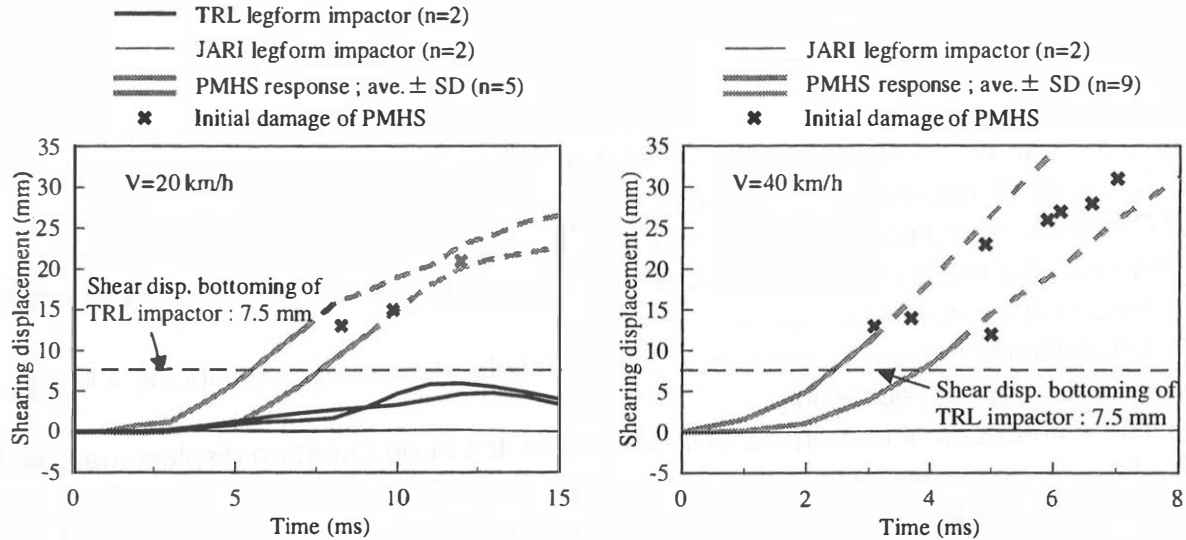 TRL legform impactor (n=2)
JARI legform impactor (n=2)
PMHS response ; ave. ± SD (n=5)
Initial damage of PMHS
35
30
25
20
15
10
5
0
-5
Shearing displacement (mm)
V=20 km/h
Shear disp. bottoming of
TRL impactor : 7.5 mm
0
5
10
15
Time (ms)
JARI legform impactor (n=2)
PMHS response ; ave. ± SD (n=9)
Initial damage of PMHS
35
30
25
20
15
10
5
0
-5
Shearing displacement (mm)
V=40 km/h
Shear disp. bottoming of
TRL impactor : 7.5 mm
0
2
4
6
8
Time (ms)